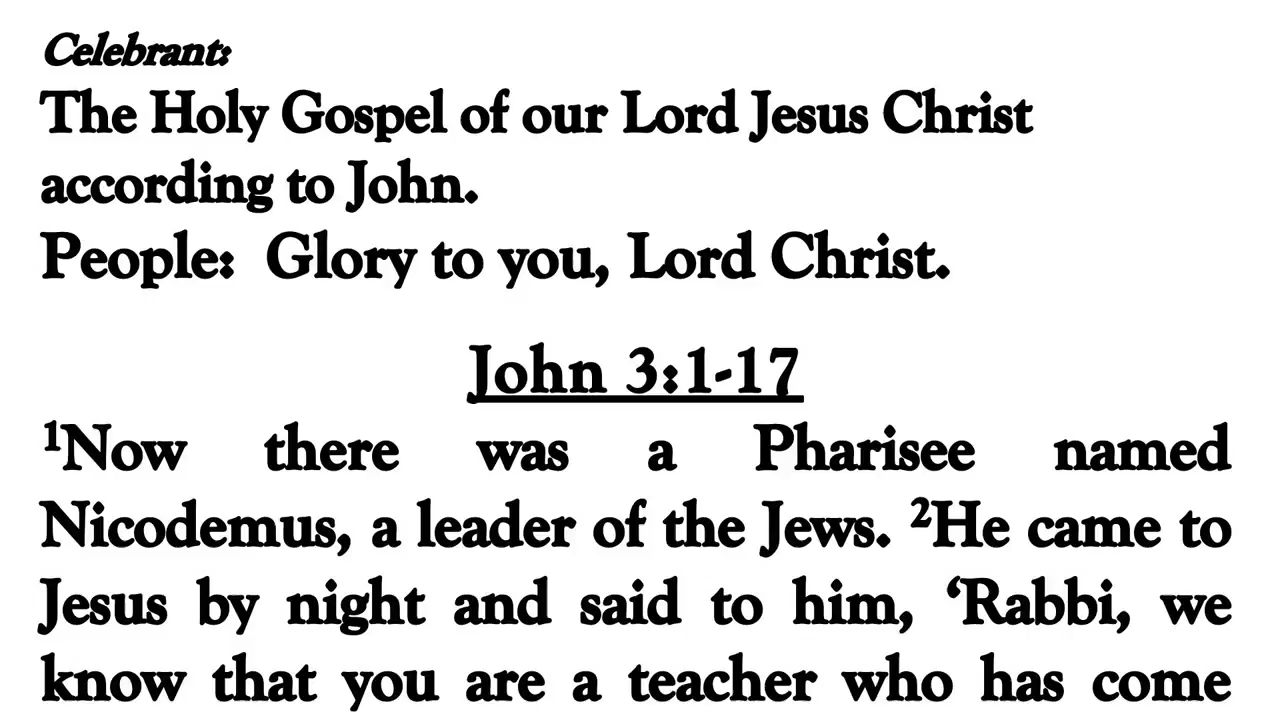 Celebrant:
The Holy Gospel of our Lord Jesus Christ
according to John.
People:  Glory to you, Lord Christ.
John 3:1-17
¹Now there was a Pharisee named
Nicodemus, a leader of the Jews. ²He came to
Jesus by night and said to him, ‘Rabbi, we
know that you are a teacher who has come